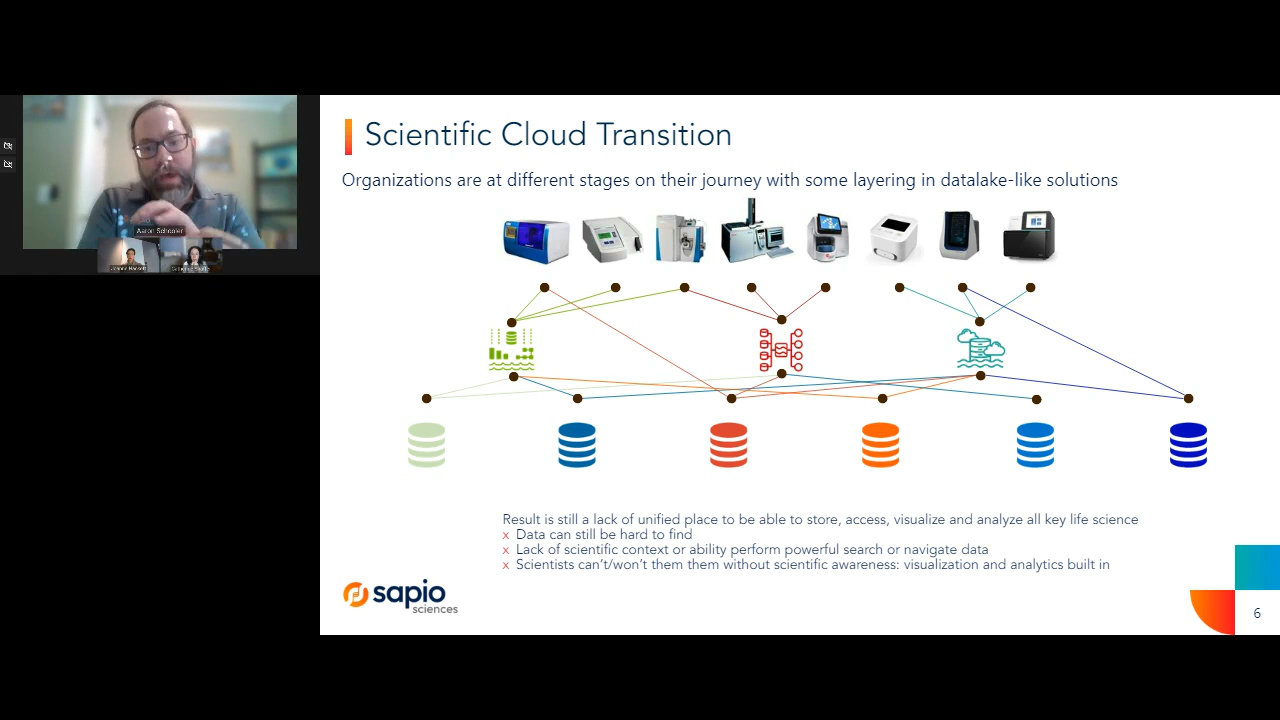 Aaron Schooler
Joanne Hackett
Scientific Cloud Transition
Organizations are at different stages on their journey with some layering in datalake-like solutions
Result is still a lack of unified place to be able to store, access, visualize and analyze all key life science
x Data can still be hard to find
x Lack of scientific context or ability perform powerful search or navigate data
x Scientists can't/won't them them without scientific awareness: visualization and analytics built in
sapio
sciences
6